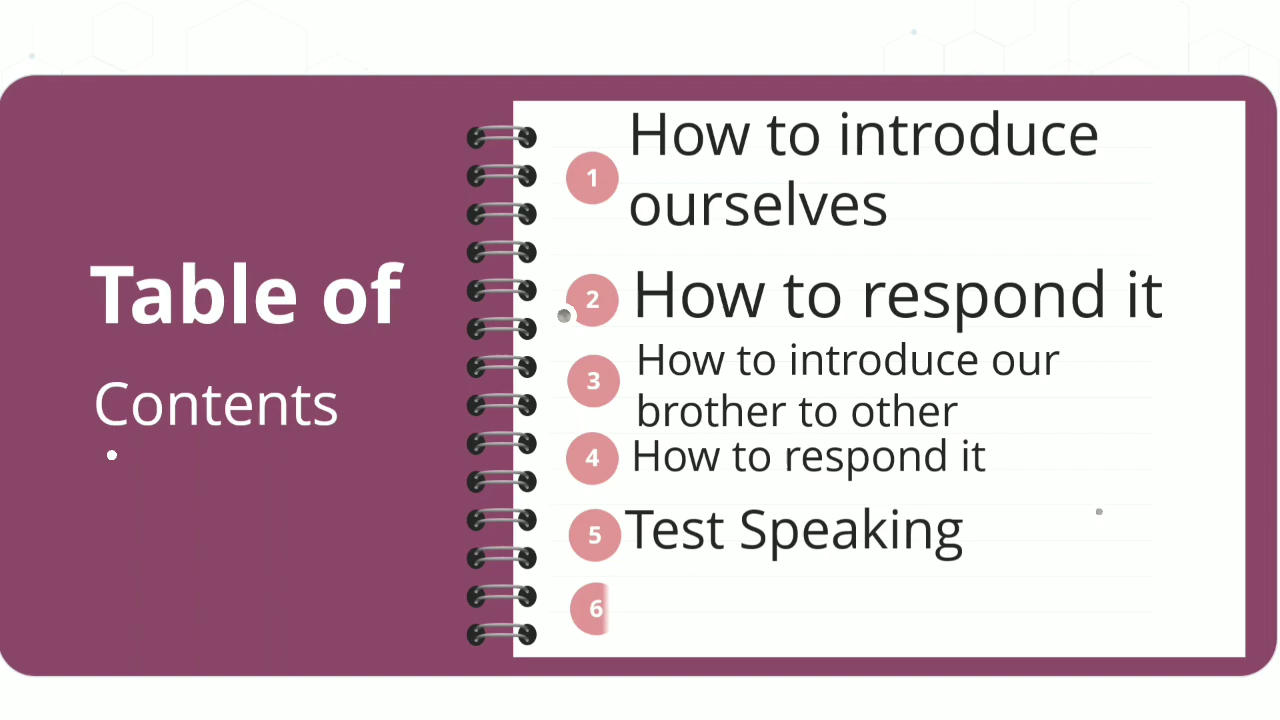 Table of
Contents
1
How to introduce
ourselves
2
How to respond it
3
How to introduce our
brother to other
4
How to respond it
5
Test Speaking
6